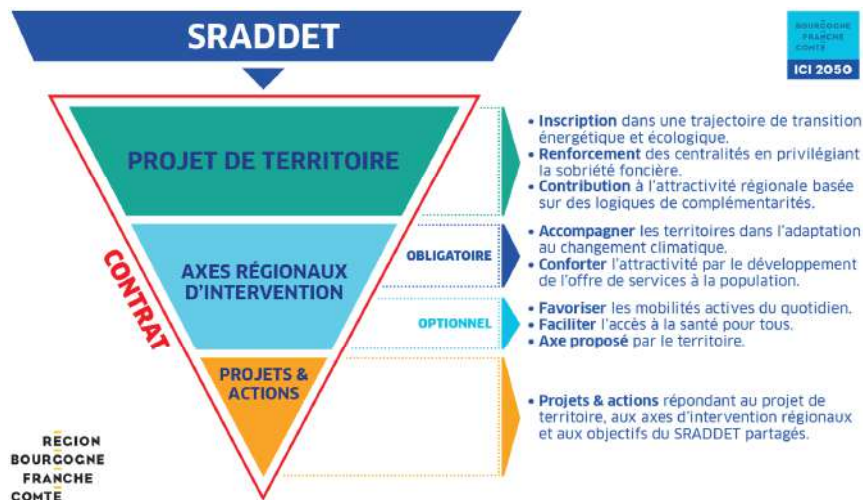 SRADDET
BOURGOGNE
FRANCHE
COMTE
ICI 2050
PROJET DE TERRITOIRE
• Inscription dans une trajectoire de transition
énergétique et écologique.
• Renforcement des centralités en privilégiant
la sobriété foncière.
• Contribution à l'attractivité régionale basée
sur des logiques de complémentarités.
CONTRAT
AXES RÉGIONAUX
D'INTERVENTION
OBLIGATOIRE
• Accompagner les territoires dans l'adaptation
au changement climatique.
• Conforter l'attractivité par le développement
de l'offre de services à la population.
OPTIONNEL
• Favoriser les mobilités actives du quotidien.
• Faciliter l'accès à la santé pour tous.
• Axe proposé par le territoire.
PROJETS &
ACTIONS
• Projets & actions répondant au projet de
territoire, aux axes d'intervention régionaux
et aux objectifs du SRADDET partagés.
REGION
BOURGOGNE
FRANCHE
COMTE